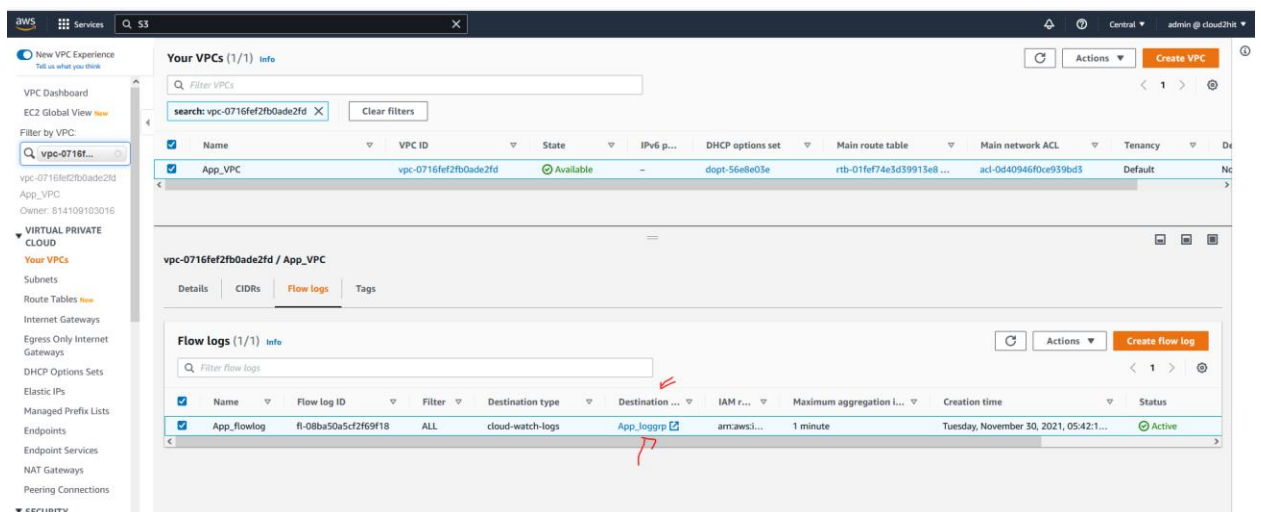 aws Services S3 Central ▼ admin @ cloud2hit ▼
New VPC Experience
Tell us what you think
VPC Dashboard
EC2 Global View New
Filter by VPC:
vpc-0716f...
vpc-0716fef2fb0ade2fd
App_VPC
Owner: 814109103016
VIRTUAL PRIVATE
CLOUD
Your VPCs
Subnets
Route Tables New
Internet Gateways
Egress Only Internet
Gateways
DHCP Options Sets
Elastic IPs
Managed Prefix Lists
Endpoints
Endpoint Services
NAT Gateways
Peering Connections
SECURITY
Your VPCs (1/1) Info
Actions ▼ Create VPC
Filter VPCs
1
search: vpc-0716fef2fb0ade2fd Clear filters
Name VPC ID State IPv6 p... DHCP options set Main route table Main network ACL Tenancy De
App_VPC vpc-0716fef2fb0ade2fd Available – dopt-56e8e03e rtb-01fef74e3d39913e8 ... acl-0d40946f0ce939bd3 Default No
vpc-0716fef2fb0ade2fd / App_VPC
Details CIDRs Flow logs Tags
Flow logs (1/1) Info
Actions ▼ Create flow log
Filter flow logs
1
Name Flow log ID Filter Destination type Destination ... IAM r... Maximum aggregation i... Creation time Status
App_flowlog fl-08ba50a5cf2f69f18 ALL cloud-watch-logs App_loggrp arn:aws:i... 1 minute Tuesday, November 30, 2021, 05:42:1... Active